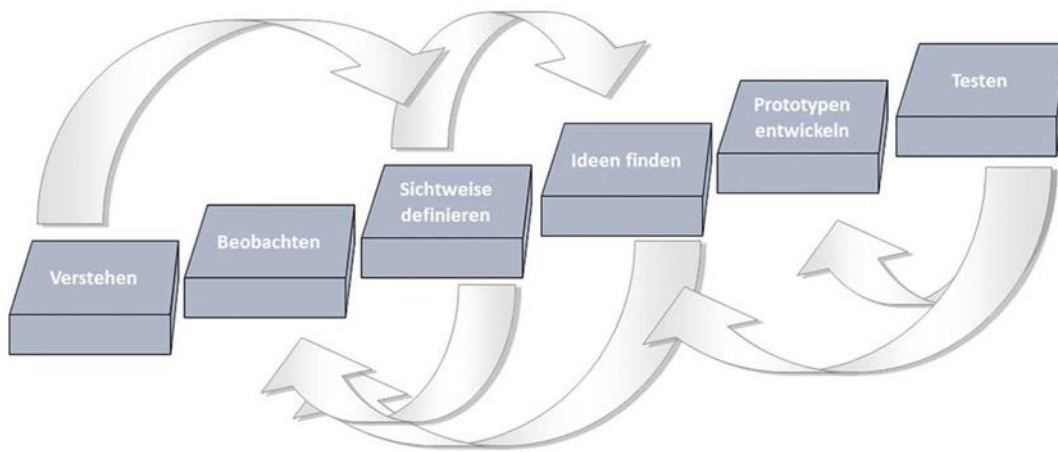 Verstehen
Beobachten
Sichtweise
definieren
Ideen finden
Prototypen
entwickeln
Testen